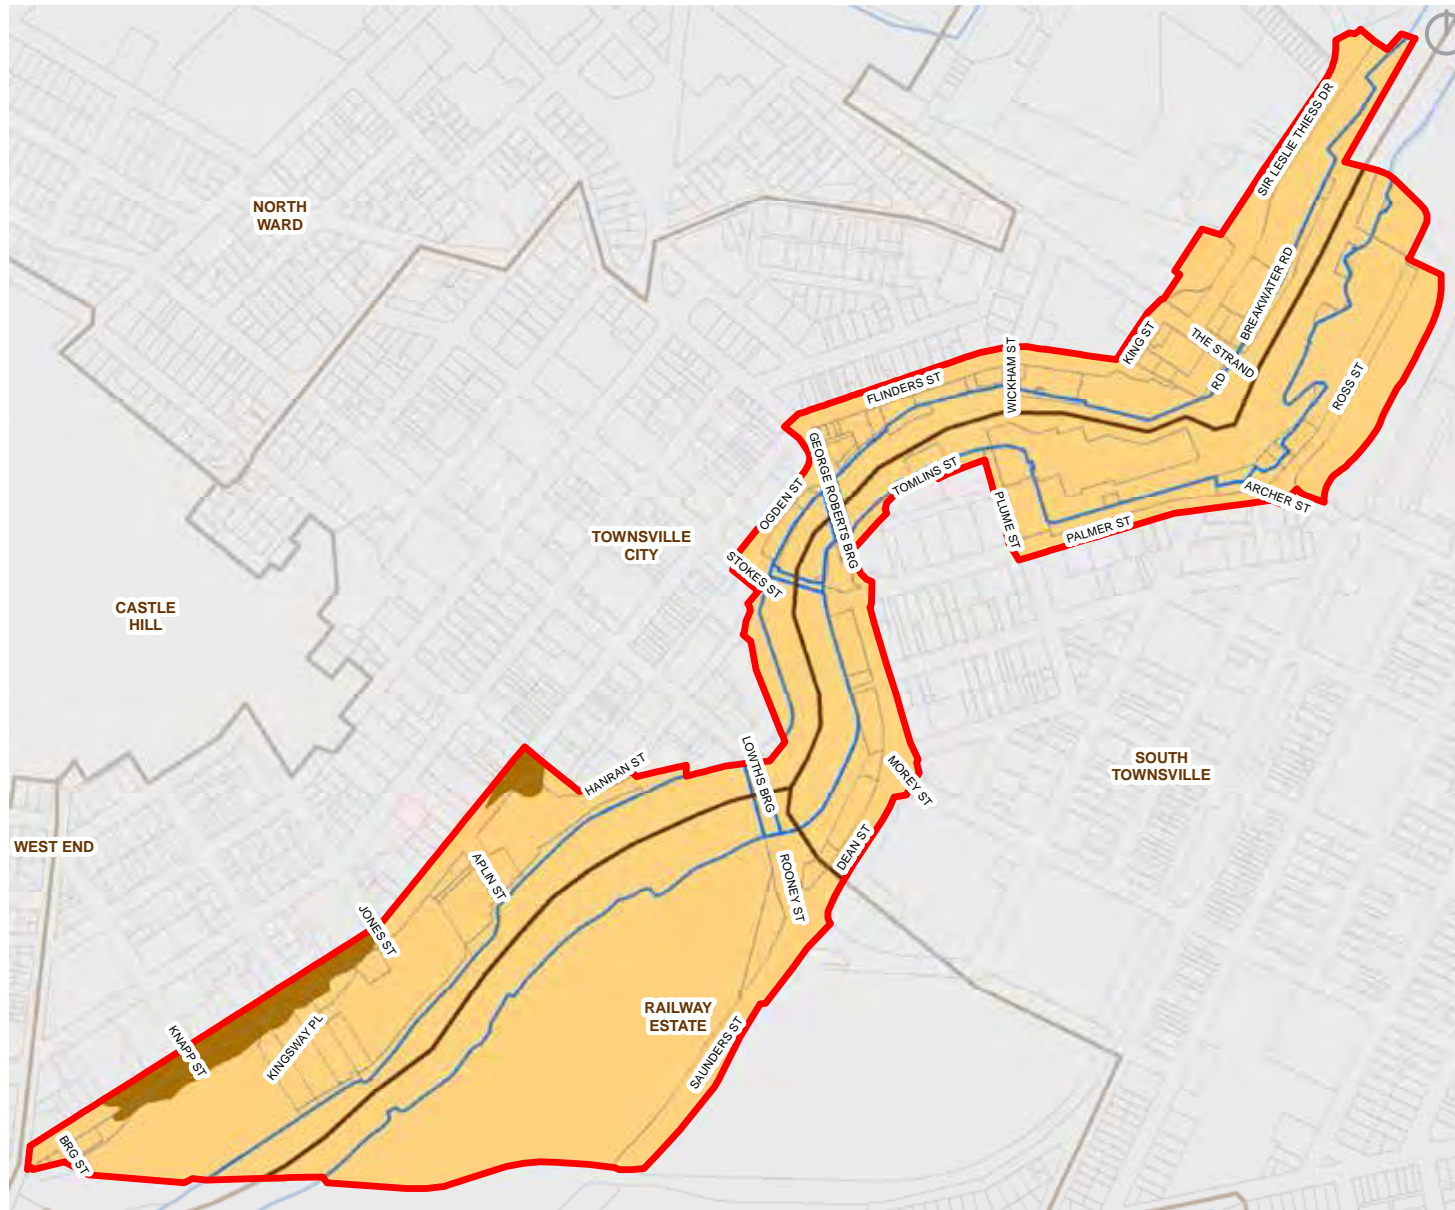 SIR LESLIE THIESS DR
NORTH
WARD
BREAKWATER RD
KING ST
THE STRAND
WICKHAM ST
RD
FLINDERS ST
ROSS ST
GEORGE ROBERTS BRG
TOMLINS ST
OGDEN ST
ARCHER ST
PLUME ST
PALMER ST
TOWNSVILLE
CITY
STOKES ST
CASTLE
HILL
SOUTH
TOWNSVILLE
LOWTHS BRG
HANRAN ST
MOREY ST
WEST END
DEAN ST
APLIN ST
ROONEY ST
JONES ST
RAILWAY
ESTATE
KNAPP ST
KINGSWAY PL
SAUNDERS ST
BRG ST